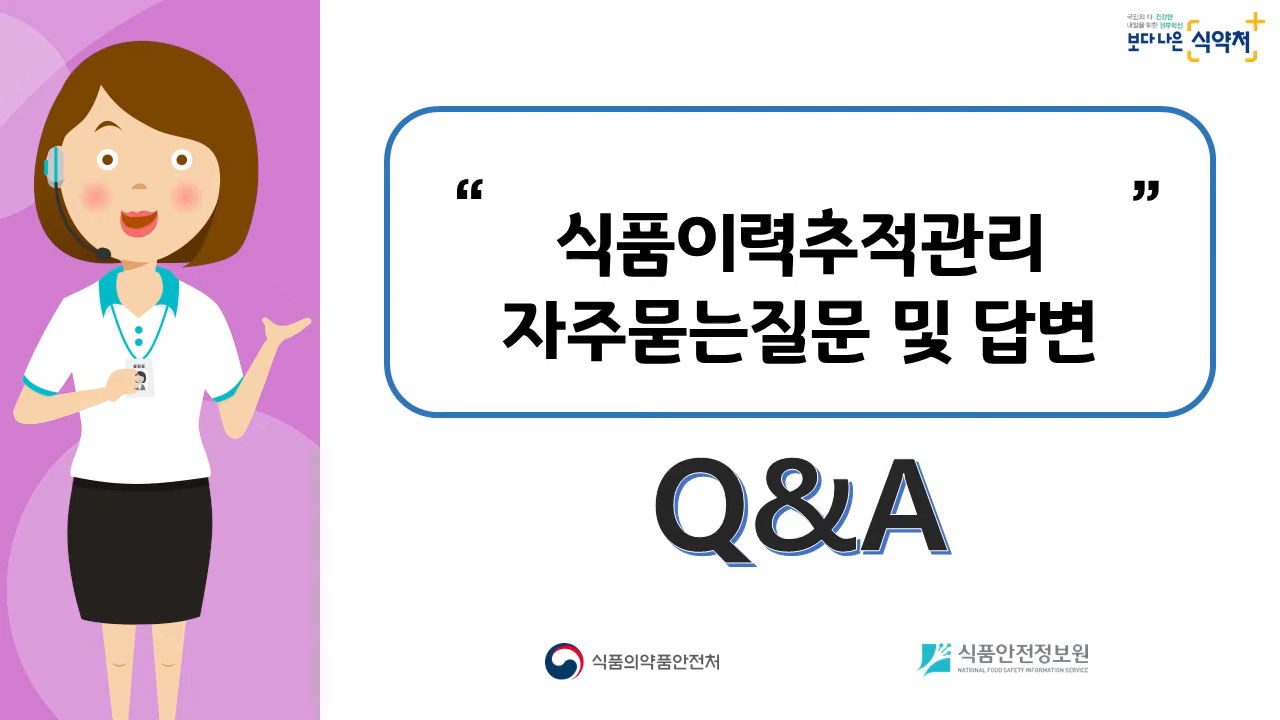 국민의 더 건강한
내일을 위한 정부혁신
보다 나은 식약처
“ ”
식품이력추적관리
자주묻는질문 및 답변
Q&A
식품의약품안전처
식품안전정보원
NATIONAL FOOD SAFETY INFORMATION SERVICE